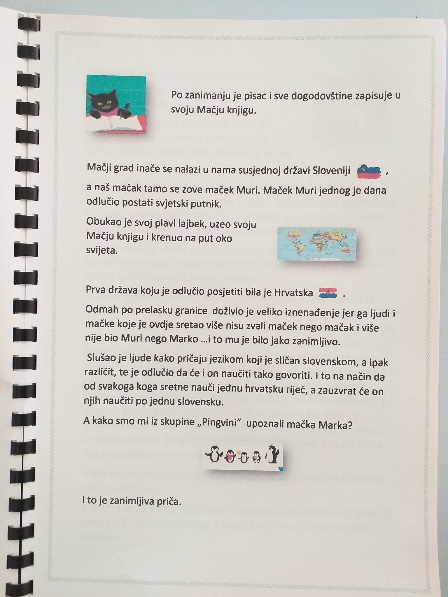 Po zanimanju je pisac i sve dogodovštine zapisuje u
svoju Mačju knjigu.
Mačji grad inače se nalazi u nama susjednoj državi Sloveniji ,
a naš mačak tamo se zove maček Muri. Maček Muri jednog je dana
odlučio postati svjetski putnik.
Obukao je svoj plavi lajbek, uzeo svoju
Mačju knjigu i krenuo na put oko
svijeta.
Prva država koju je odlučio posjetiti bila je Hrvatska .
Odmah po prelasku granice doživio je veliko iznenađenje jer ga ljudi i
mačke koje je ovdje sretao više nisu zvali maček nego mačak i više
nije bio Muri nego Marko ...i to mu je bilo jako zanimljivo.
Slušao je ljude kako pričaju jezikom koji je sličan slovenskom, a ipak
različit, te je odlučio da će i on naučiti tako govoriti. I to na način da
od svakoga koga sretne nauči jednu hrvatsku riječ, a zauzvrat će on
njih naučiti po jednu slovensku.
A kako smo mi iz skupine „Pingvini" upoznali mačka Marka?
I to je zanimljiva priča.